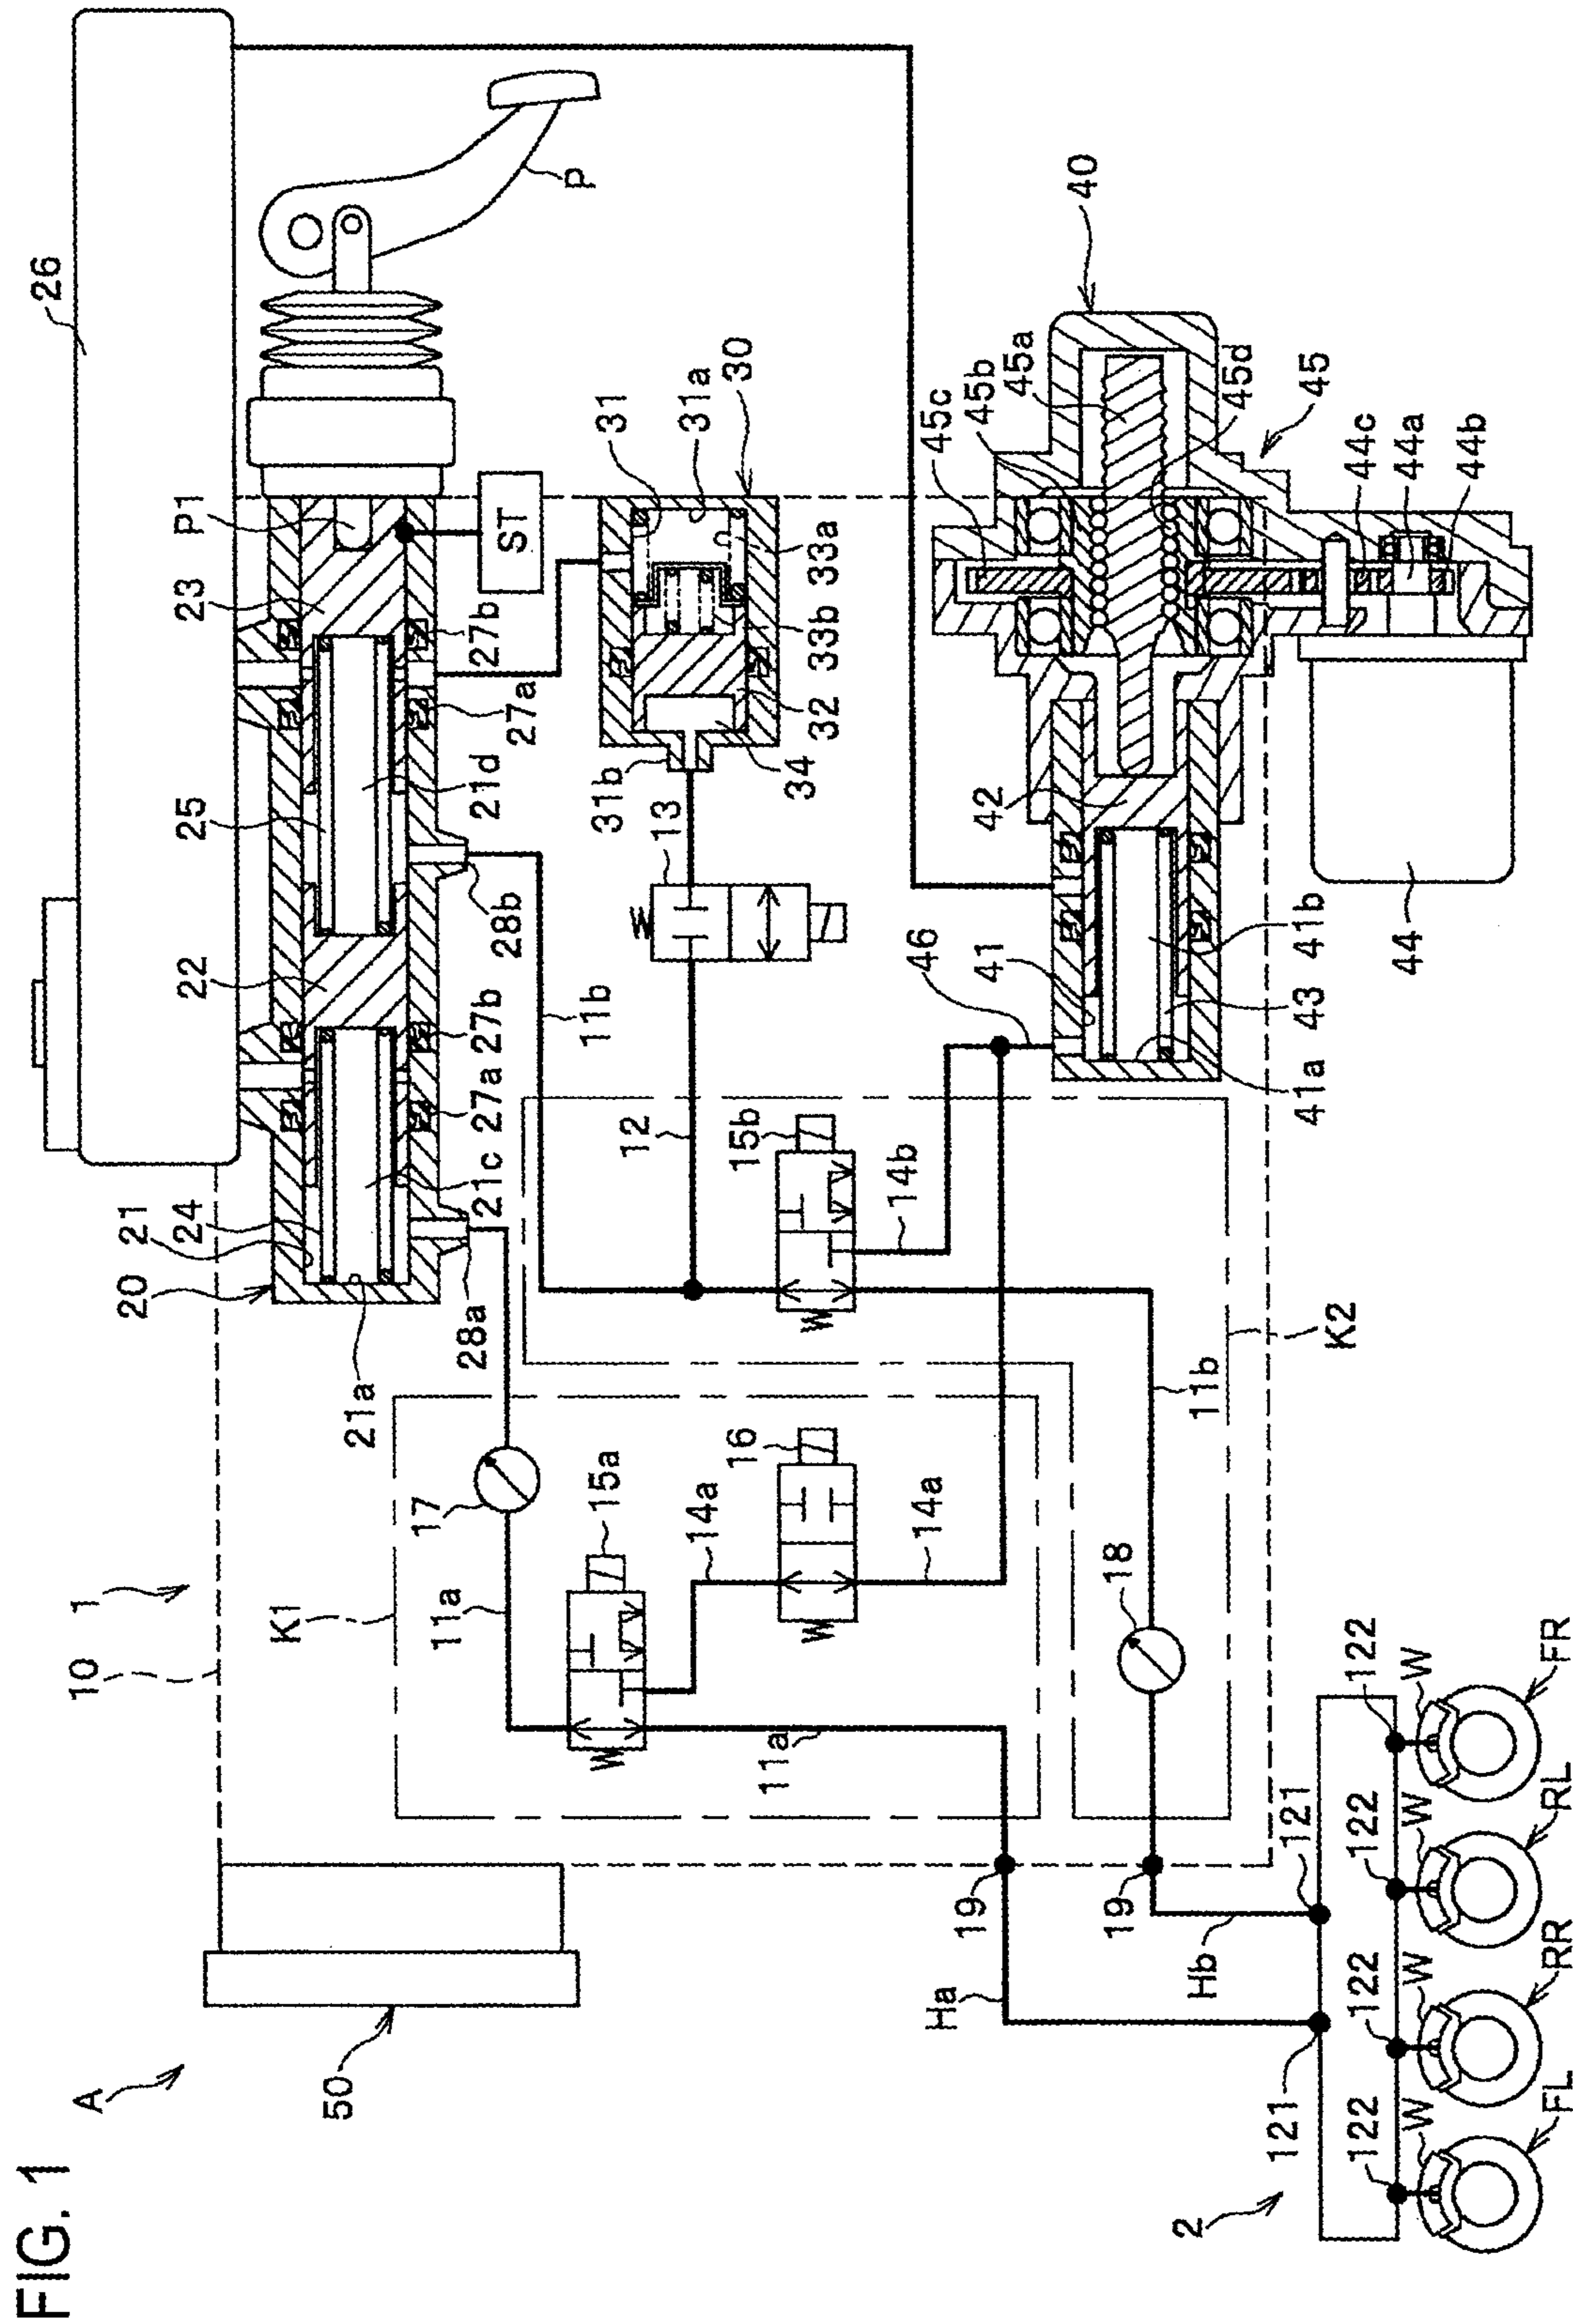 FIG. 1
A
1
10
50
26
20
21
24
22
25
23
P1
P
21a
28a
21c
27a
27b
28b
21d
27a
27b
ST
K1
17
11a
15a
14a
16
14a
11a
11b
12
13
15b
14b
46
31b
34
32
33b
33a
31
31a
30
40
41
42
41a
43
41b
45c
45b
45a
45d
45
44c
44a
44b
44
K2
11b
18
19
19
Ha
Hb
121
121
2
122
122
122
122
W
W
W
W
FL
RR
RL
FR